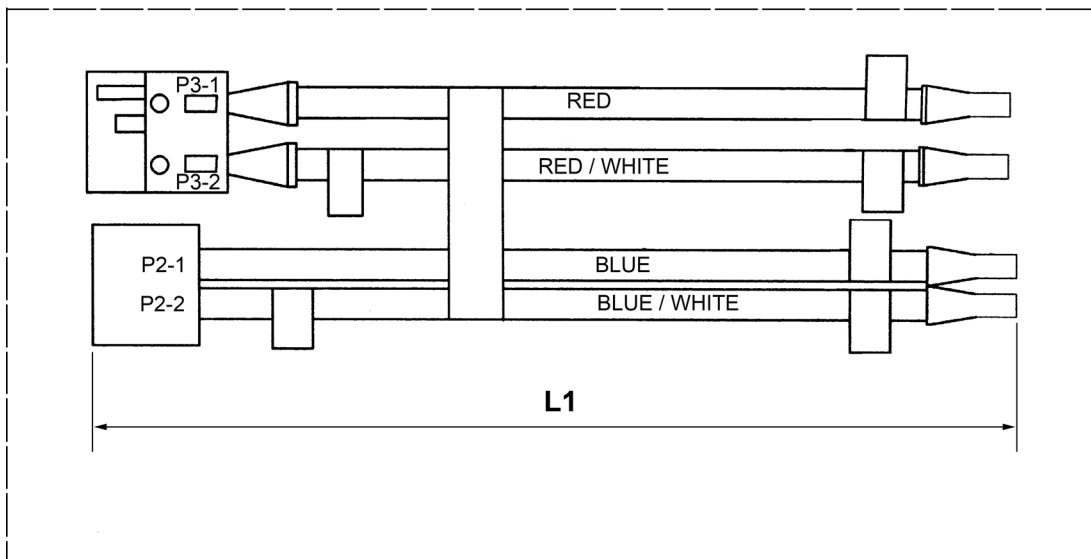 P3-1
RED
RED / WHITE
P3-2
P2-1
BLUE
P2-2
BLUE / WHITE
L1